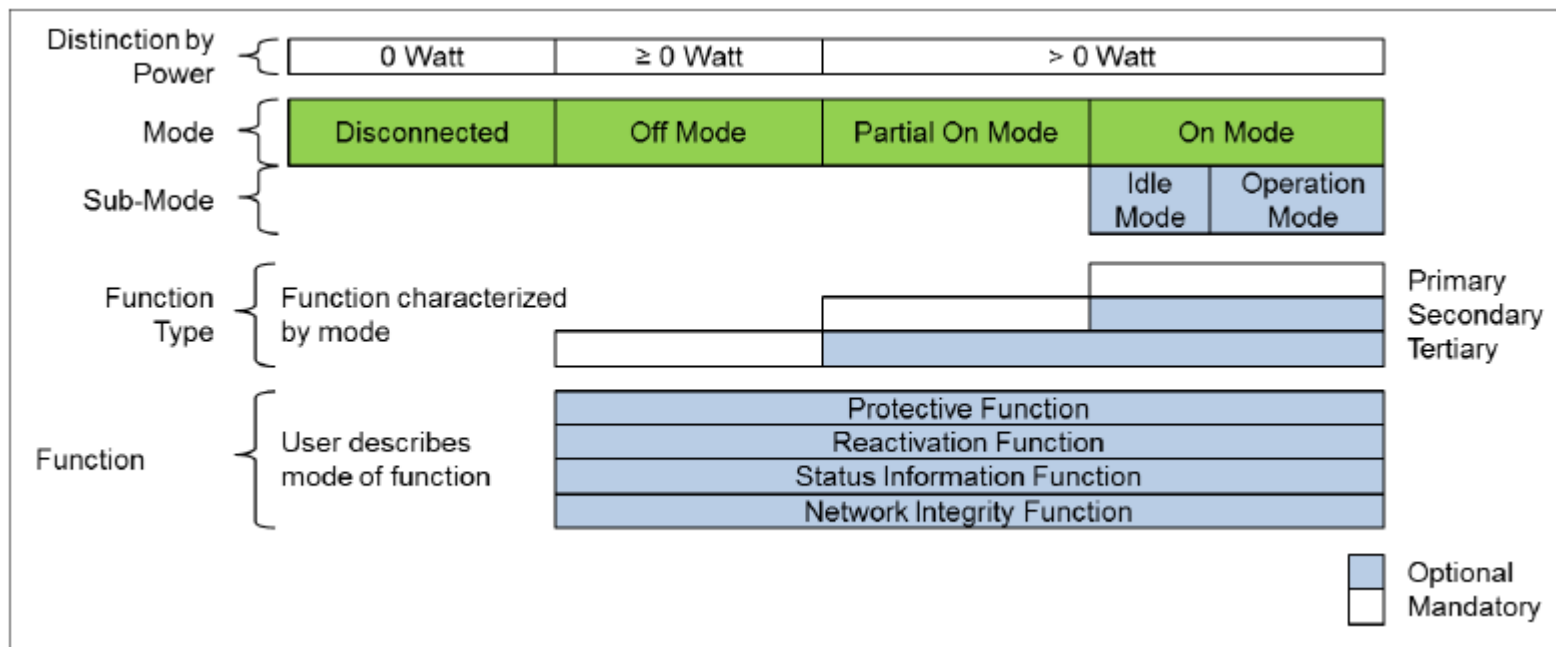 Distinction by
Power
0 Watt
≥ 0 Watt
> 0 Watt
Mode
Disconnected
Off Mode
Partial On Mode
On Mode
Sub-Mode
Idle
Mode
Operation
Mode
Function
Type
Function characterized
by mode
Primary
Secondary
Tertiary
Function
User describes
mode of function
Protective Function
Reactivation Function
Status Information Function
Network Integrity Function
Optional
Mandatory